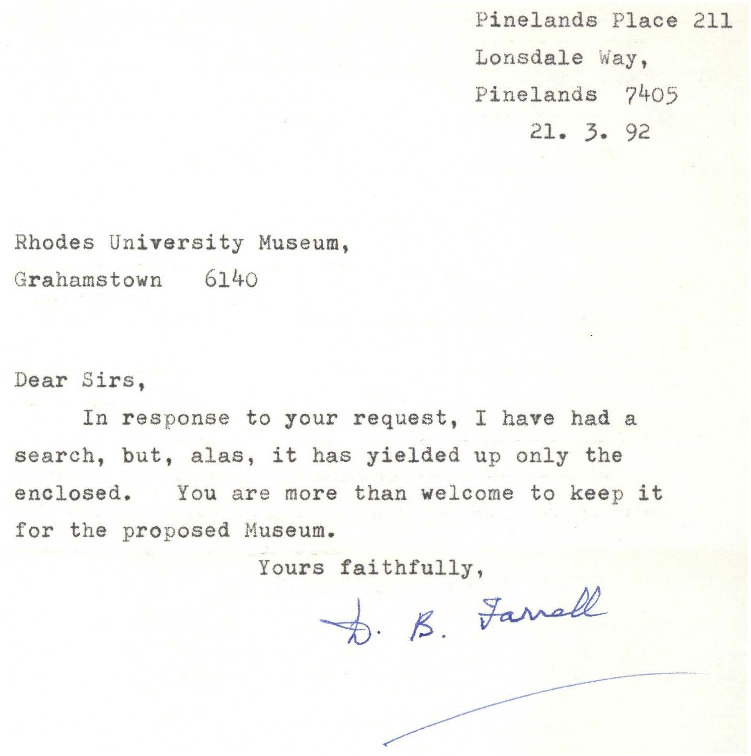 Pinelands Place 211
Lonsdale Way,
Pinelands 7405
21. 3. 92
Rhodes University Museum,
Grahamstown 6140
Dear Sirs,
In response to your request, I have had a
search, but, alas, it has yielded up only the
enclosed. You are more than welcome to keep it
for the proposed Museum.
Yours faithfully,
D. B. Farrell